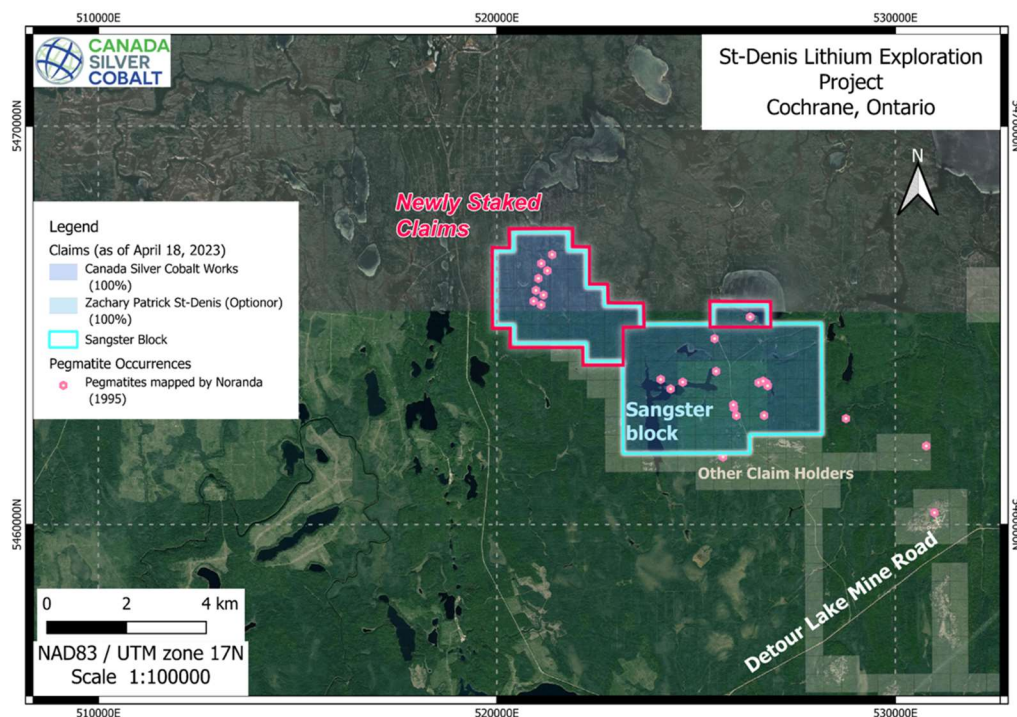 510000E
520000E
530000E
CANADA
SILVER
COBALT
St-Denis Lithium Exploration
Project
Cochrane, Ontario
5470000N
5470000N
N
Newly Staked
Claims
Legend
Claims (as of April 18, 2023)
Canada Silver Cobalt Works
(100%)
Zachary Patrick St-Denis (Optionor)
(100%)
Sangster Block
Pegmatite Occurrences
Pegmatites mapped by Noranda
(1995)
Sangster
block
Other Claim Holders
5460000N
5460000N
Detour Lake Mine Road
0 2 4 km
NAD83 / UTM zone 17N
Scale 1:100000
510000E
520000E
530000E